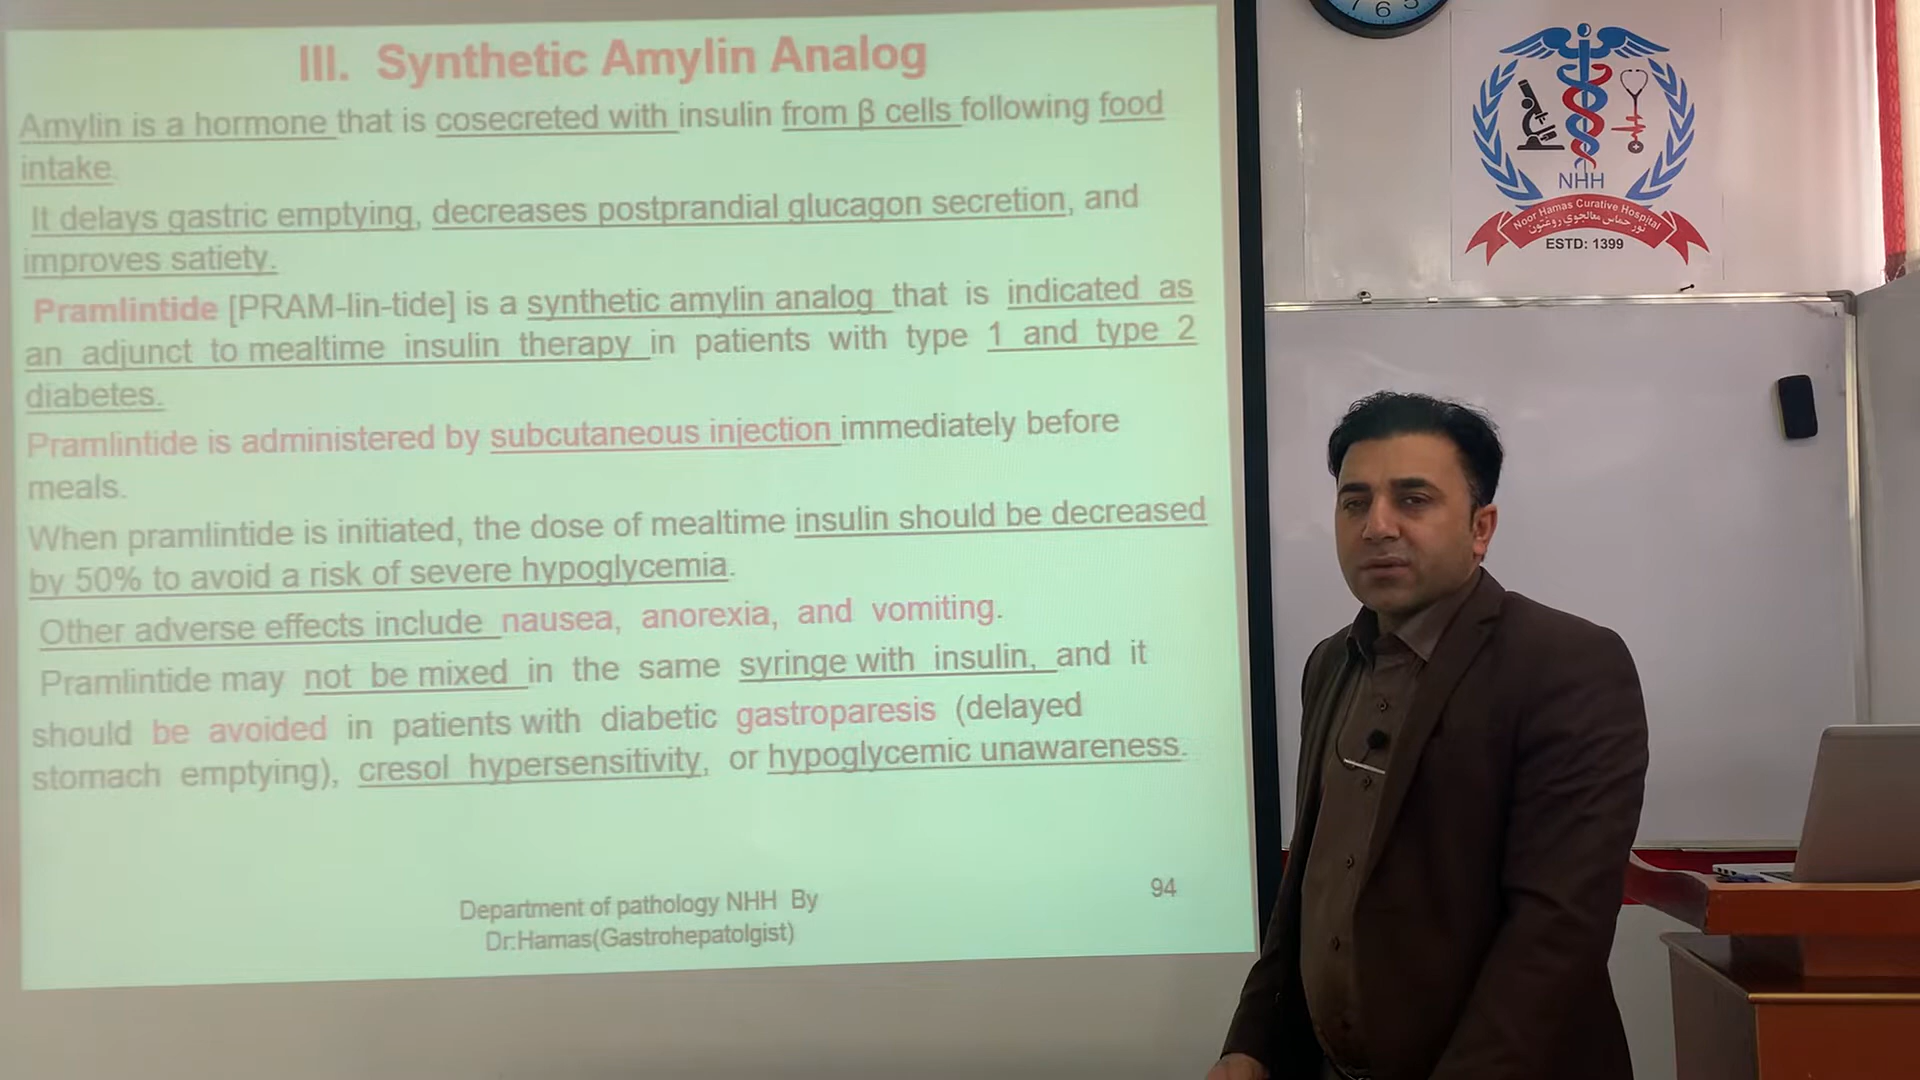 III. Synthetic Amylin Analog
Amylin is a hormone that is cosecreted with insulin from β cells following food
intake.
It delays gastric emptying, decreases postprandial glucagon secretion, and
improves satiety.
Pramlintide [PRAM-lin-tide] is a synthetic amylin analog that is indicated as
an adjunct to mealtime insulin therapy in patients with type 1 and type 2
diabetes.
Pramlintide is administered by subcutaneous injection immediately before
meals.
When pramlintide is initiated, the dose of mealtime insulin should be decreased
by 50% to avoid a risk of severe hypoglycemia.
Other adverse effects include nausea, anorexia, and vomiting.
Pramlintide may not be mixed in the same syringe with insulin, and it
should be avoided in patients with diabetic gastroparesis (delayed
stomach emptying), cresol hypersensitivity, or hypoglycemic unawareness.
Department of pathology NHH By
Dr:Hamas(Gastrohepatolgist)
94
7 6 5
NHH
Noor Hamas Curative Hospital
نور حماس معالجوي روغتون
ESTD: 1399